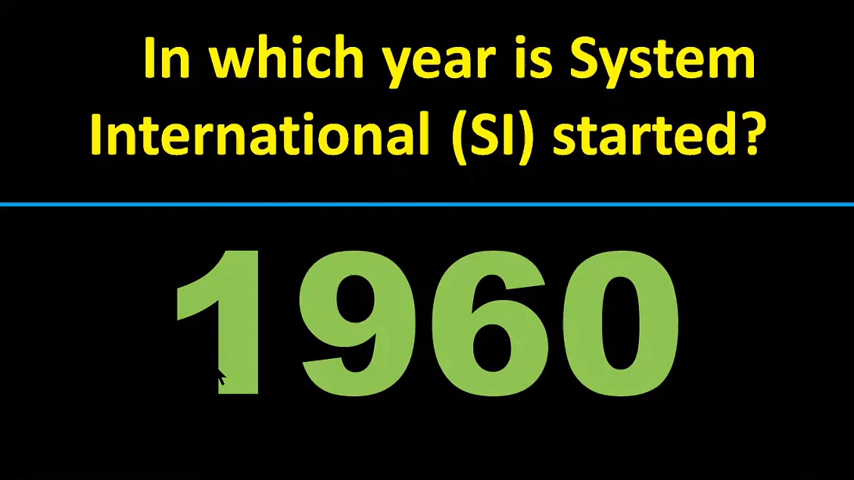 In which year is System
International (SI) started?
1960